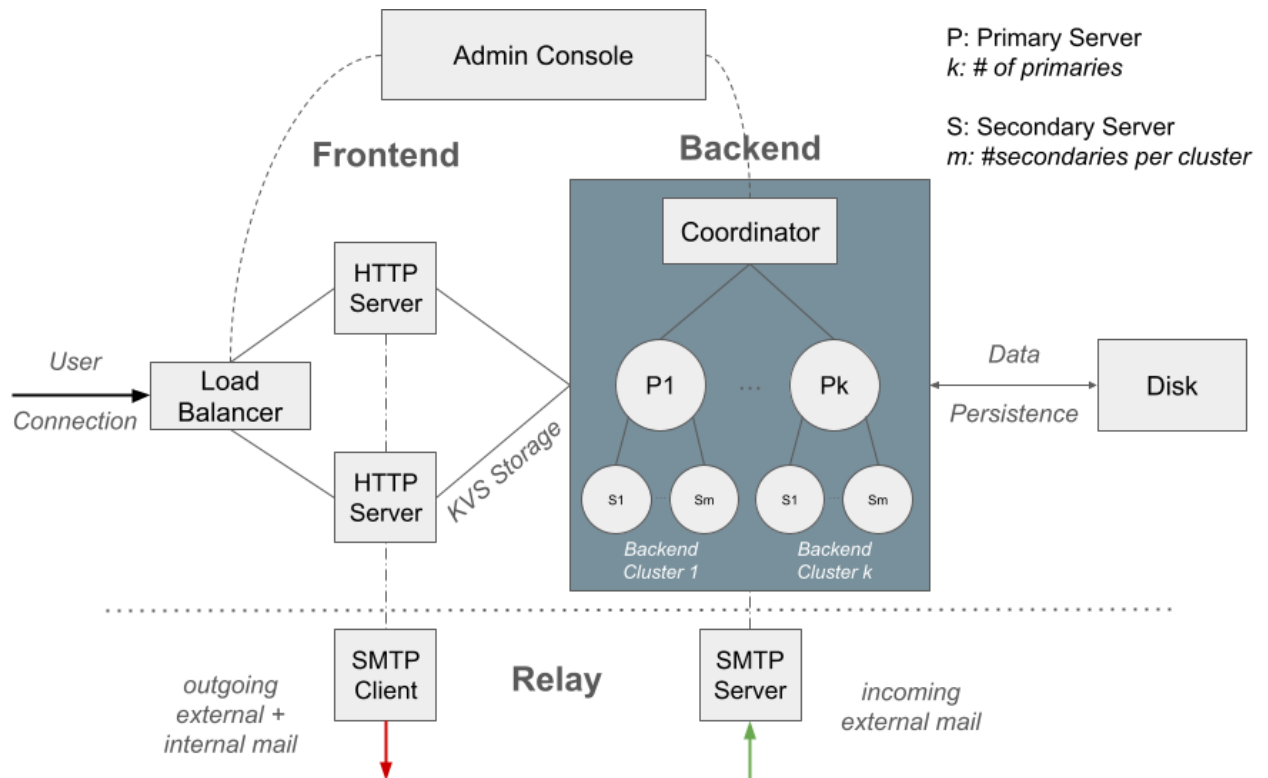 Admin Console
P: Primary Server
k: # of primaries
S: Secondary Server
m: #secondaries per cluster
Frontend
Backend
Coordinator
HTTP
Server
User
Connection
Load
Balancer
HTTP
Server
KVS Storage
P1
...
Pk
S1
...
Sm
S1
...
Sm
Backend
Cluster 1
Backend
Cluster k
Data
Persistence
Disk
SMTP
Client
outgoing
external +
internal mail
Relay
SMTP
Server
incoming
external mail